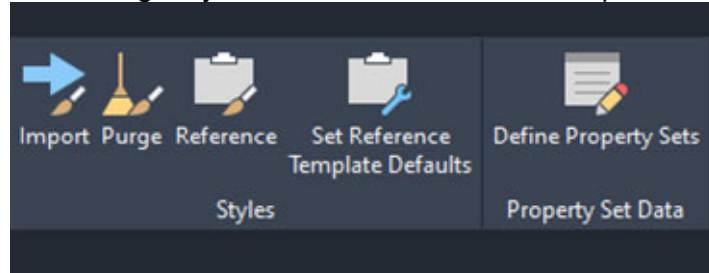 Import Purge Reference Set Reference Template Defaults Define Property Sets
Styles Property Set Data